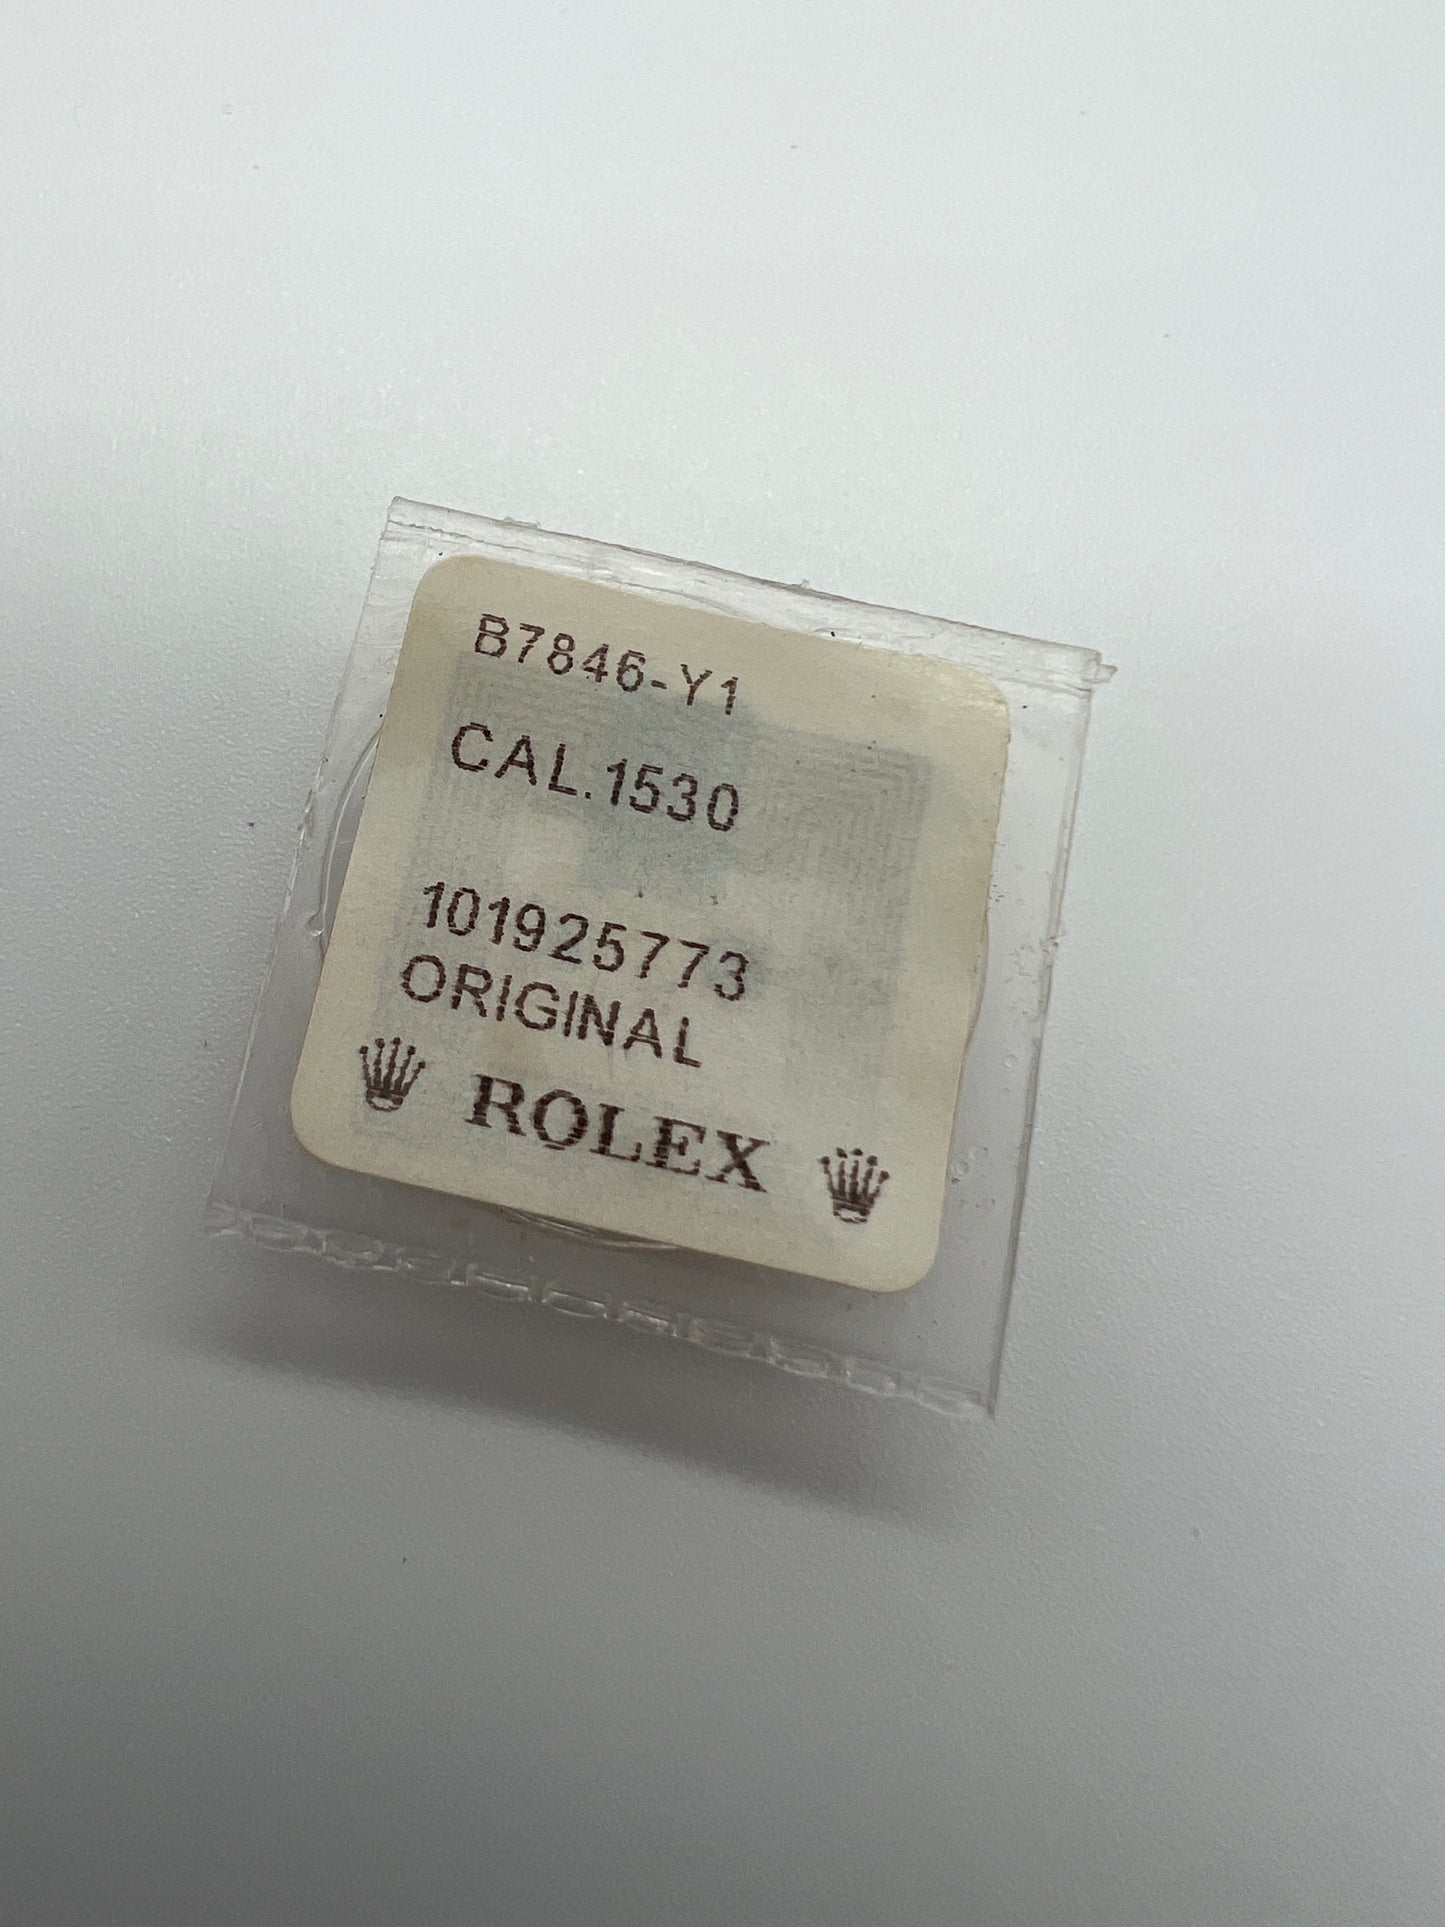 B7846-Y1
CAL.1530
101925773
ORIGINAL
ROLEX